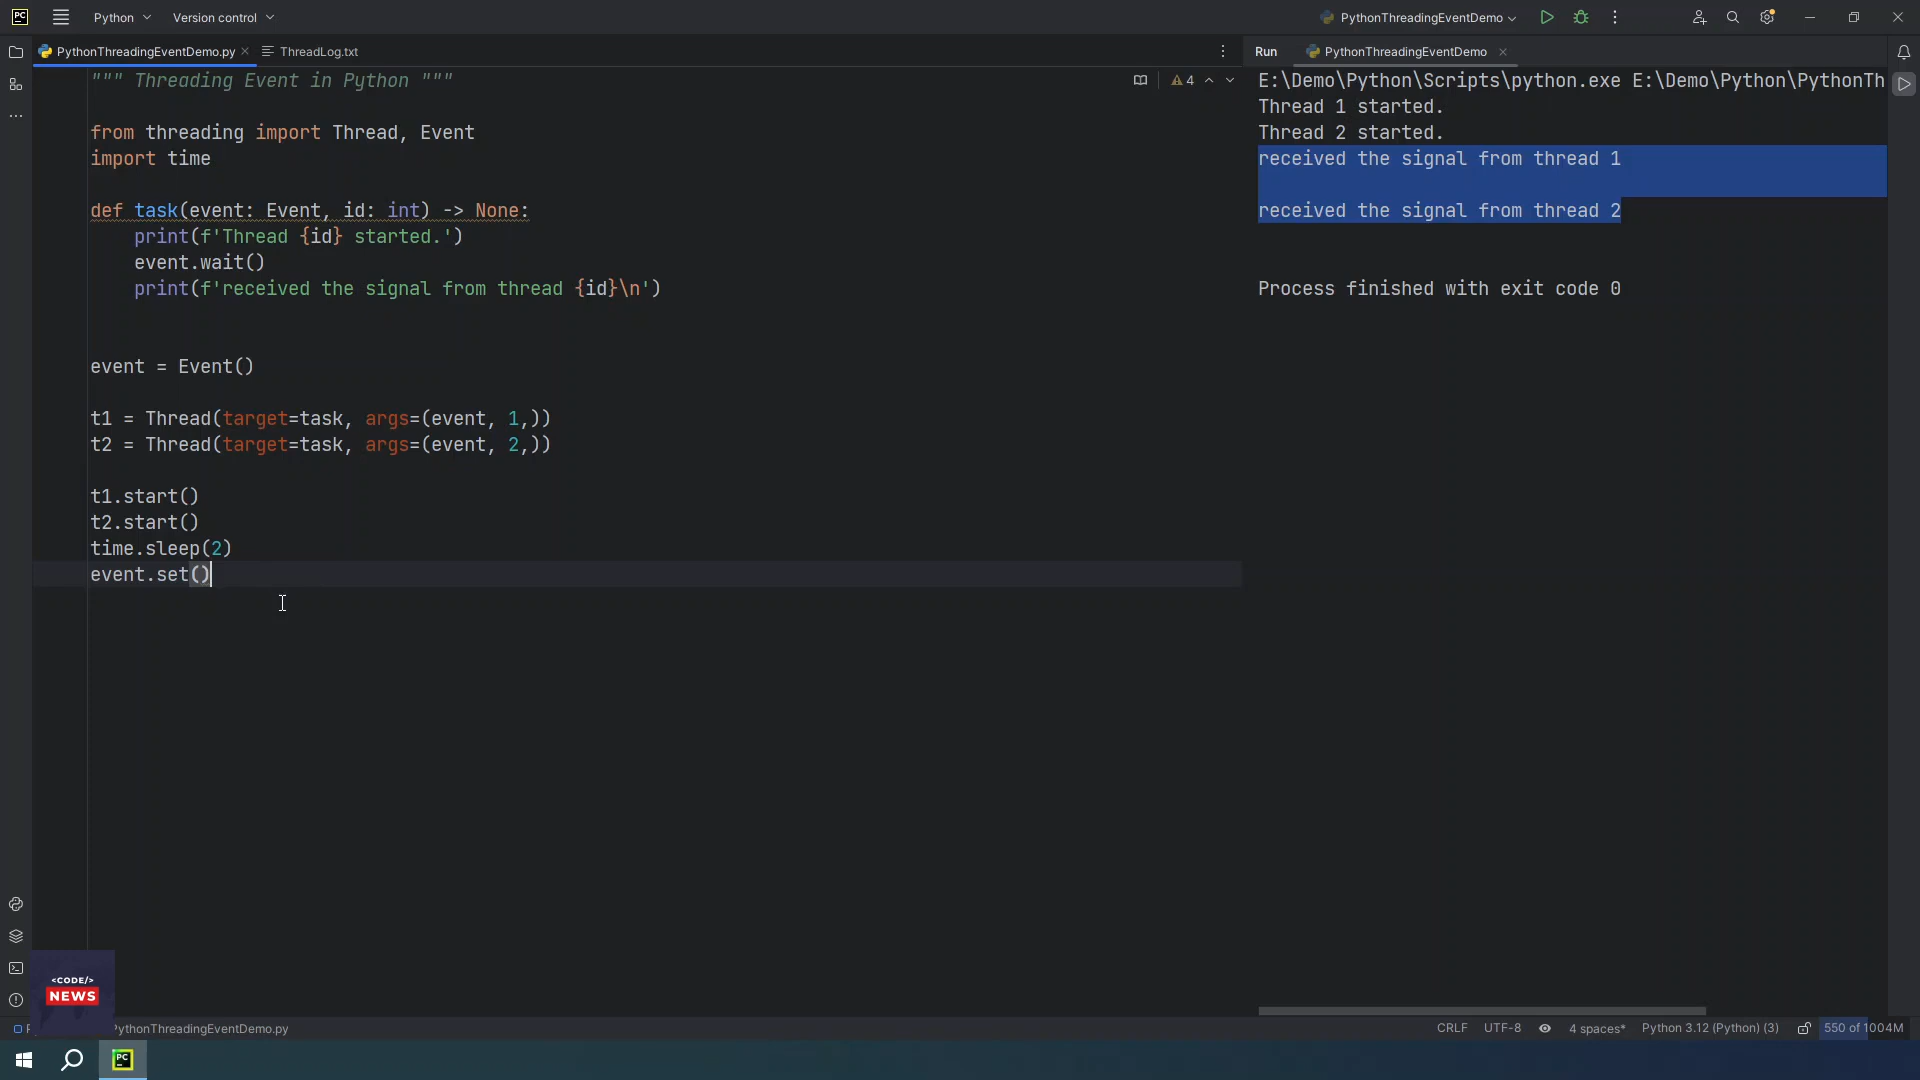 PC Python Version control PythonThreadingEventDemo
PythonThreadingEventDemo.py ThreadLog.txt Run PythonThreadingEventDemo
""" Threading Event in Python """
4
from threading import Thread, Event
import time
def task(event: Event, id: int) -> None:
    print(f'Thread {id} started.')
    event.wait()
    print(f'received the signal from thread {id}\n')
event = Event()
t1 = Thread(target=task, args=(event, 1,))
t2 = Thread(target=task, args=(event, 2,))
t1.start()
t2.start()
time.sleep(2)
event.set()
E:\Demo\Python\Scripts\python.exe E:\Demo\Python\PythonTh
Thread 1 started.
Thread 2 started.
received the signal from thread 1
received the signal from thread 2
Process finished with exit code 0
<CODE/>
NEWS
PythonThreadingEventDemo.py CRLF UTF-8 4 spaces* Python 3.12 (Python) (3) 550 of 1004M
PC